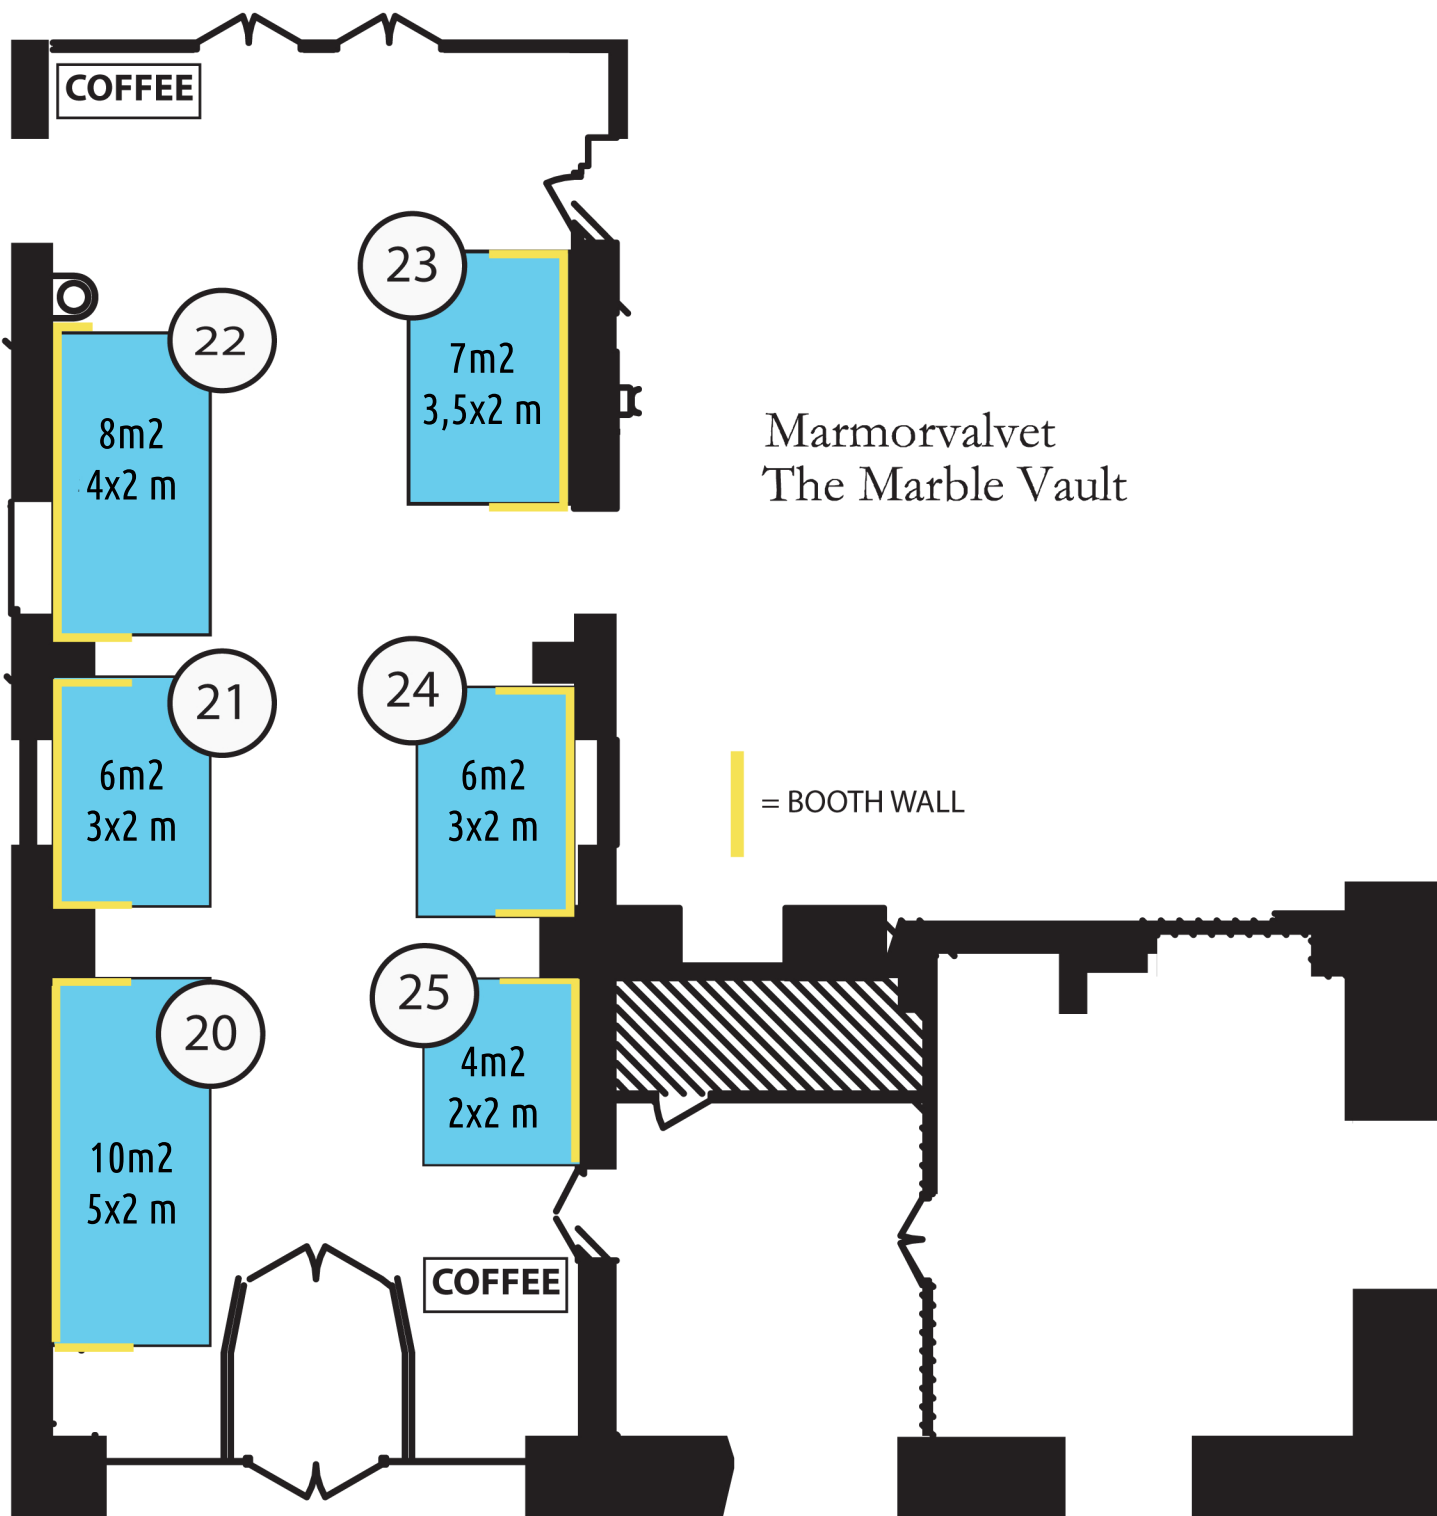 COFFEE
23
22
7m2
3,5x2 m
8m2
4x2 m
Marmorvalvet
The Marble Vault
21
24
6m2
3x2 m
6m2
3x2 m
= BOOTH WALL
20
25
4m2
2x2 m
10m2
5x2 m
COFFEE